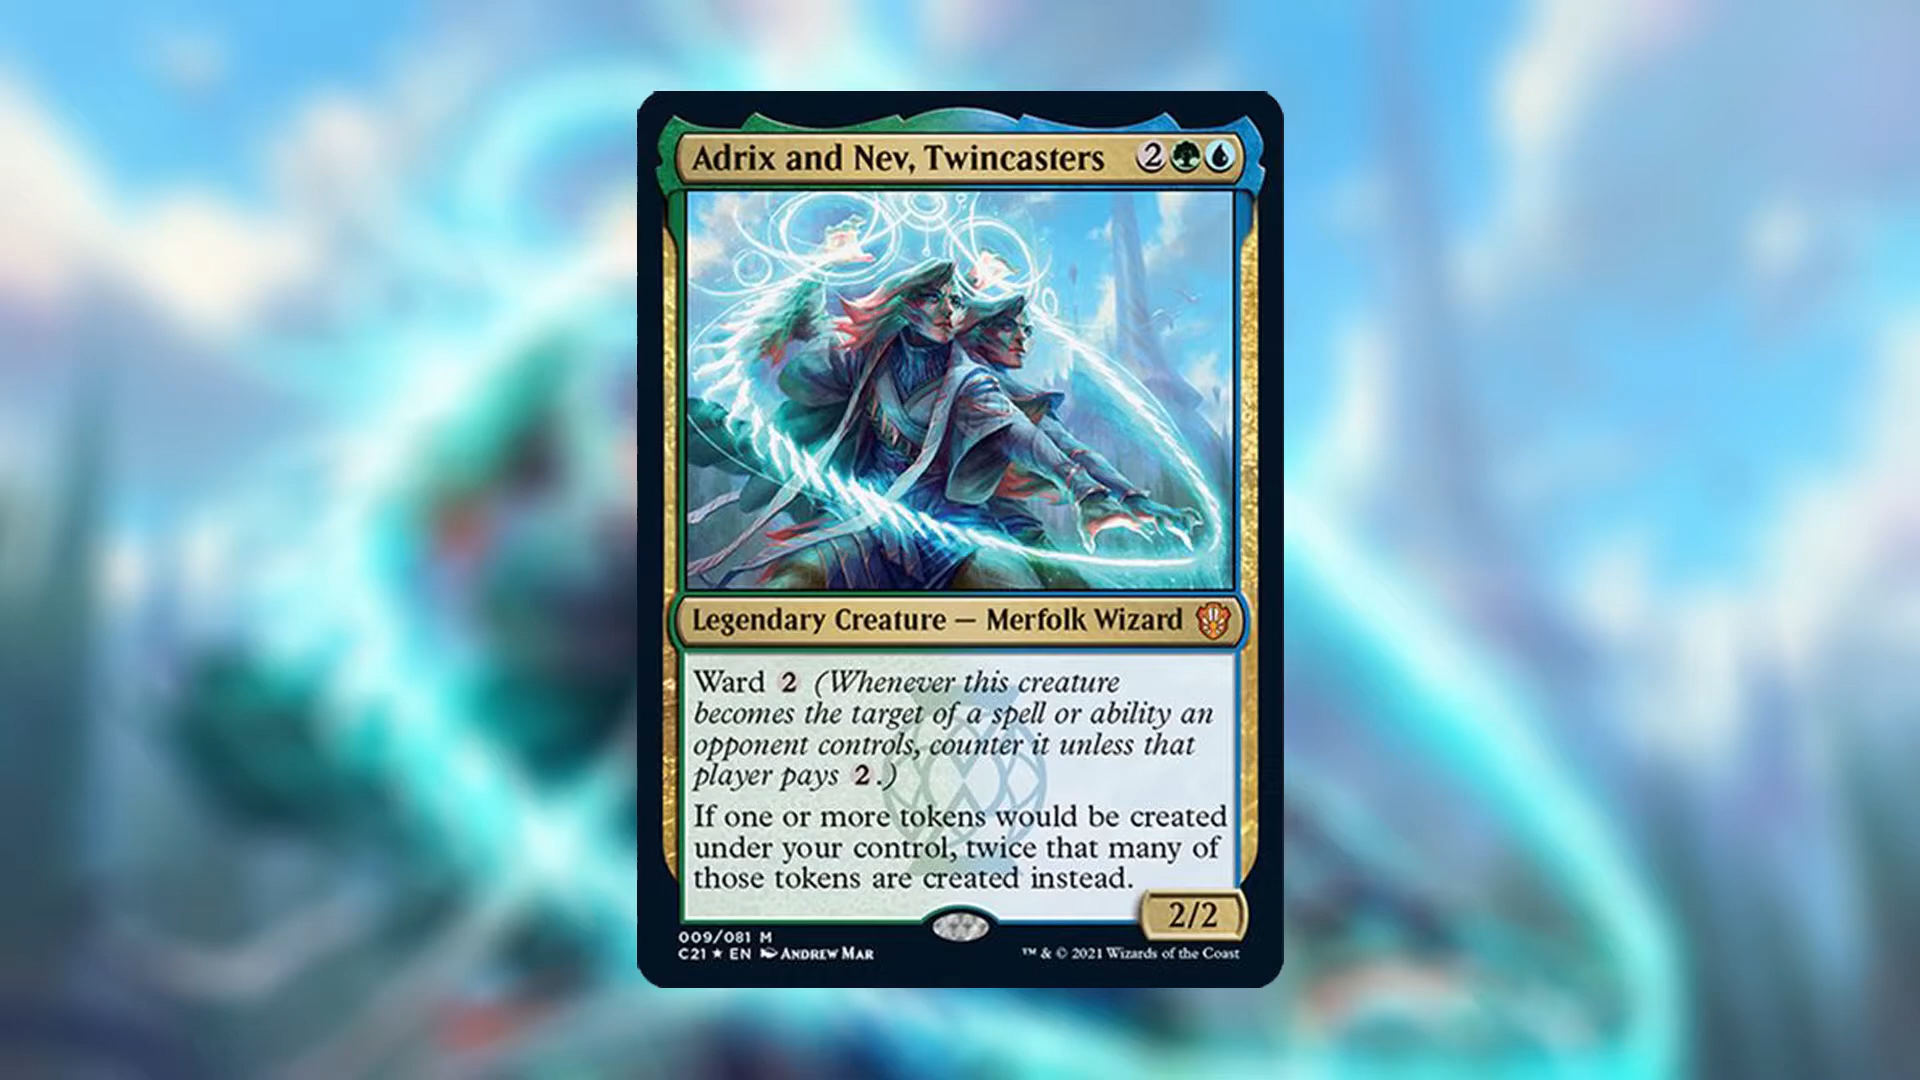 Adrix and Nev, Twincasters 2
Legendary Creature — Merfolk Wizard
Ward 2 (Whenever this creature
becomes the target of a spell or ability an
opponent controls, counter it unless that
player pays 2.)
If one or more tokens would be created
under your control, twice that many of
those tokens are created instead.
2/2
009/081 M
C21 ★ EN ANDREW MAR ™ & © 2021 Wizards of the Coast